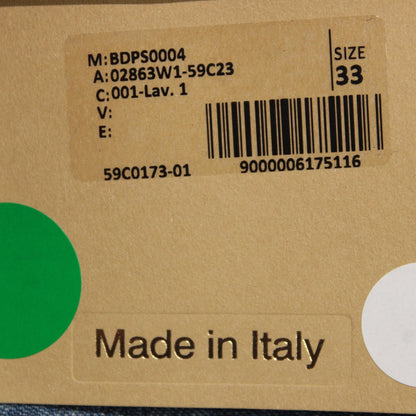 M: BDPS0004
A: 02863W1-59C23
C: 001-Lav. 1
V:
E:
SIZE
33
59C0173-01
9000006175116
Made in Italy